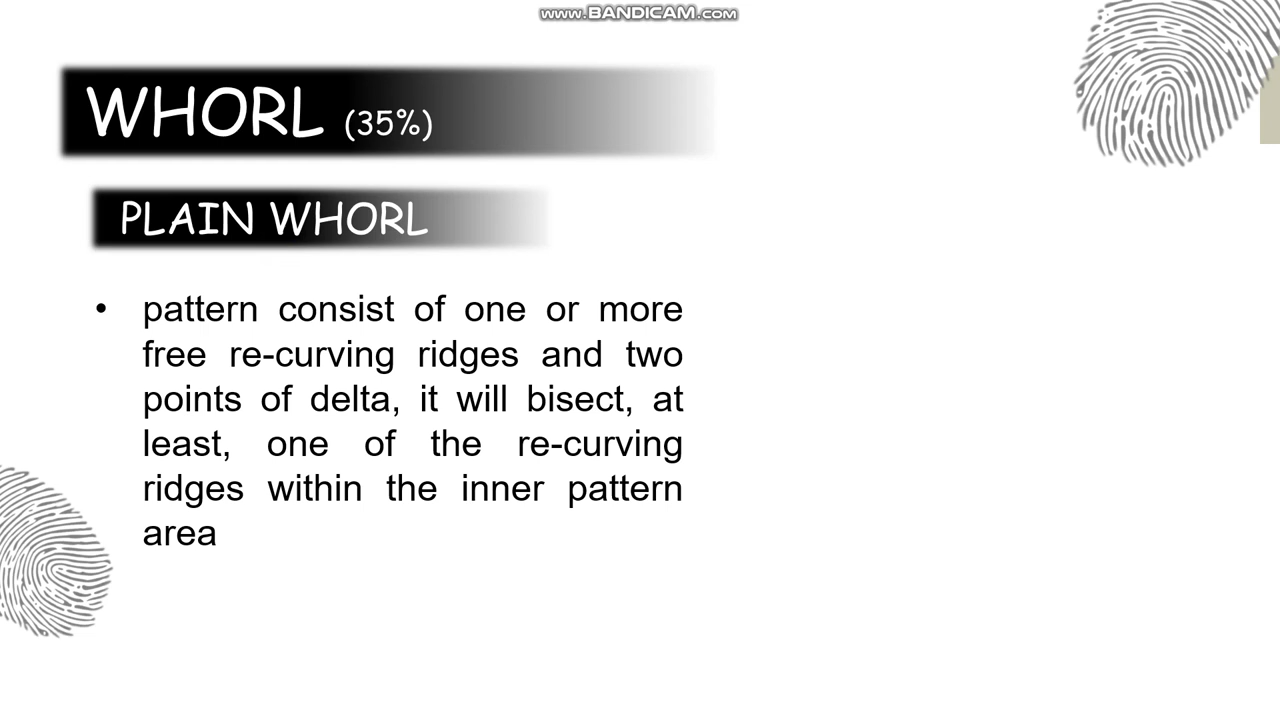 www.BANDICAM.com
WHORL (35%)
PLAIN WHORL
• pattern consist of one or more
free re-curving ridges and two
points of delta, it will bisect, at
least, one of the re-curving
ridges within the inner pattern
area